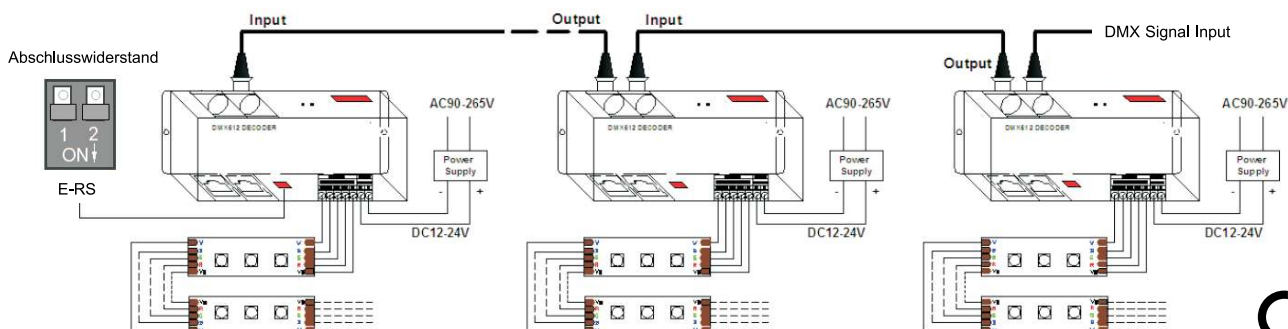 Input
Output
Input
DMX Signal Input
Output
Abschlusswiderstand
1 2
ON
E-RS
AC90-265V
AC90-265V
AC90-265V
DMX512 DECODER
DMX512 DECODER
DMX512 DECODER
Power
Supply
Power
Supply
Power
Supply
- +
- +
- +
DC12-24V
DC12-24V
DC12-24V